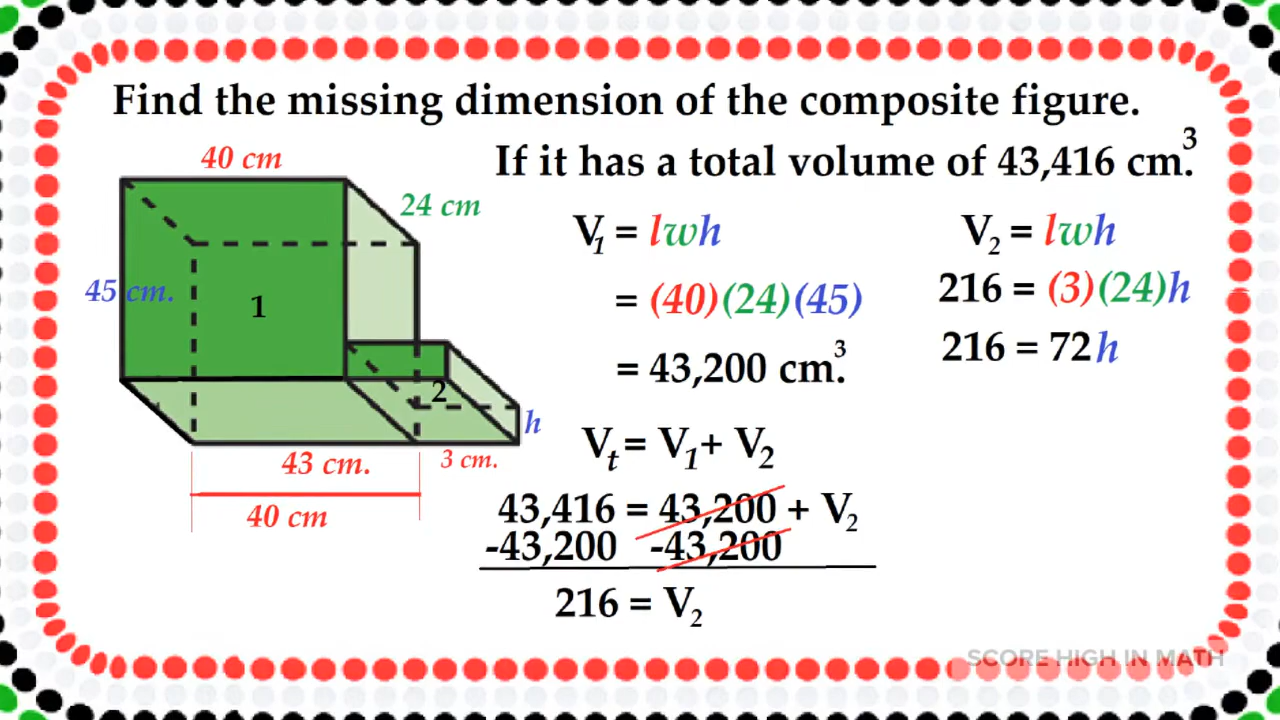 Find the missing dimension of the composite figure.
If it has a total volume of 43,416 cm.³
40 cm
24 cm
45 cm.
1
2
h
43 cm.
3 cm.
40 cm
V₁ = lwh
= (40)(24)(45)
= 43,200 cm.³
Vₜ = V₁ + V₂
43,416 = 43,200 + V₂
-43,200 -43,200
216 = V₂
V₂ = lwh
216 = (3)(24)h
216 = 72h
SCORE HIGH IN MATH